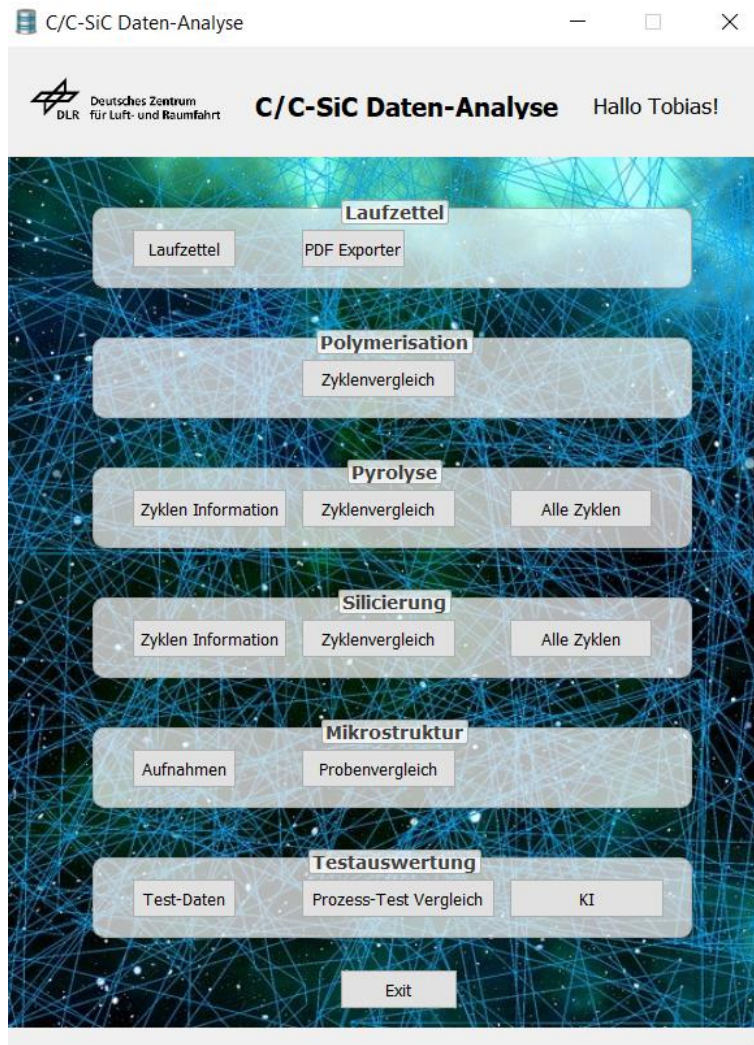 C/C-SiC Daten-Analyse
Deutsches Zentrum
DLR für Luft- und Raumfahrt
C/C-SiC Daten-Analyse
Hallo Tobias!
Laufzettel
Laufzettel
PDF Exporter
Polymerisation
Zyklenvergleich
Pyrolyse
Zyklen Information
Zyklenvergleich
Alle Zyklen
Silicierung
Zyklen Information
Zyklenvergleich
Alle Zyklen
Mikrostruktur
Aufnahmen
Probenvergleich
Testauswertung
Test-Daten
Prozess-Test Vergleich
KI
Exit